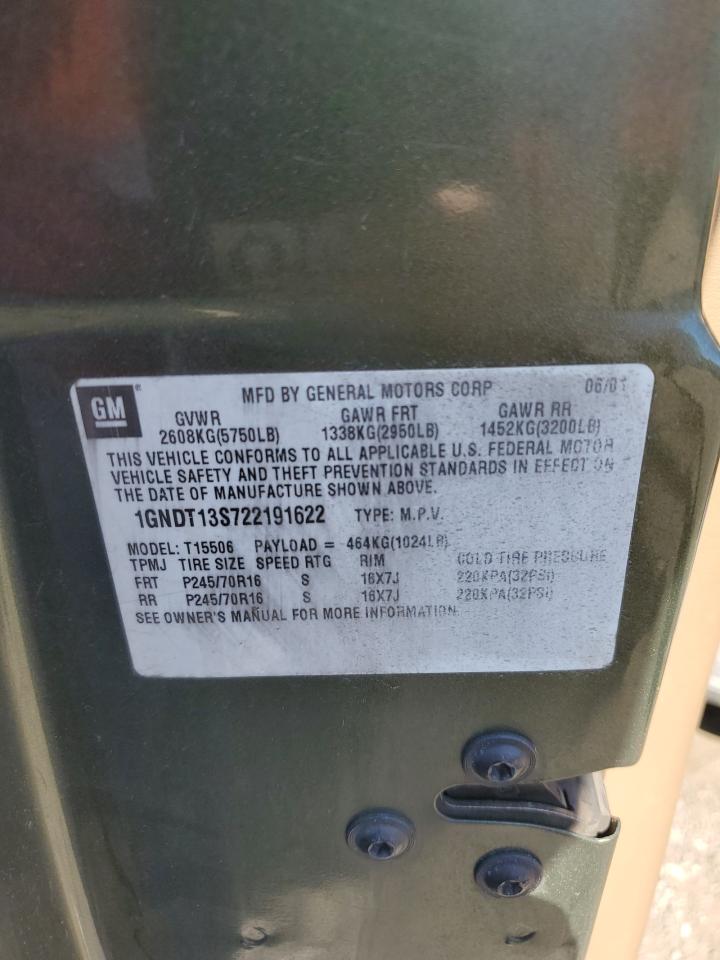 GM ® MFD BY GENERAL MOTORS CORP 06/01
GVWR GAWR FRT GAWR RR
2608KG(5750LB) 1338KG(2950LB) 1452KG(3200LB)
THIS VEHICLE CONFORMS TO ALL APPLICABLE U.S. FEDERAL MOTOR
VEHICLE SAFETY AND THEFT PREVENTION STANDARDS IN EFFECT ON
THE DATE OF MANUFACTURE SHOWN ABOVE.
1GNDT13S722191622 TYPE: M.P.V.
MODEL: T15506 PAYLOAD = 464KG(1024LB)
TPMJ TIRE SIZE SPEED RTG RIM COLD TIRE PRESSURE
FRT P245/70R16 S 16X7J 220KPA(32PSI)
RR P245/70R16 S 16X7J 220KPA(32PSI)
SEE OWNER'S MANUAL FOR MORE INFORMATION.